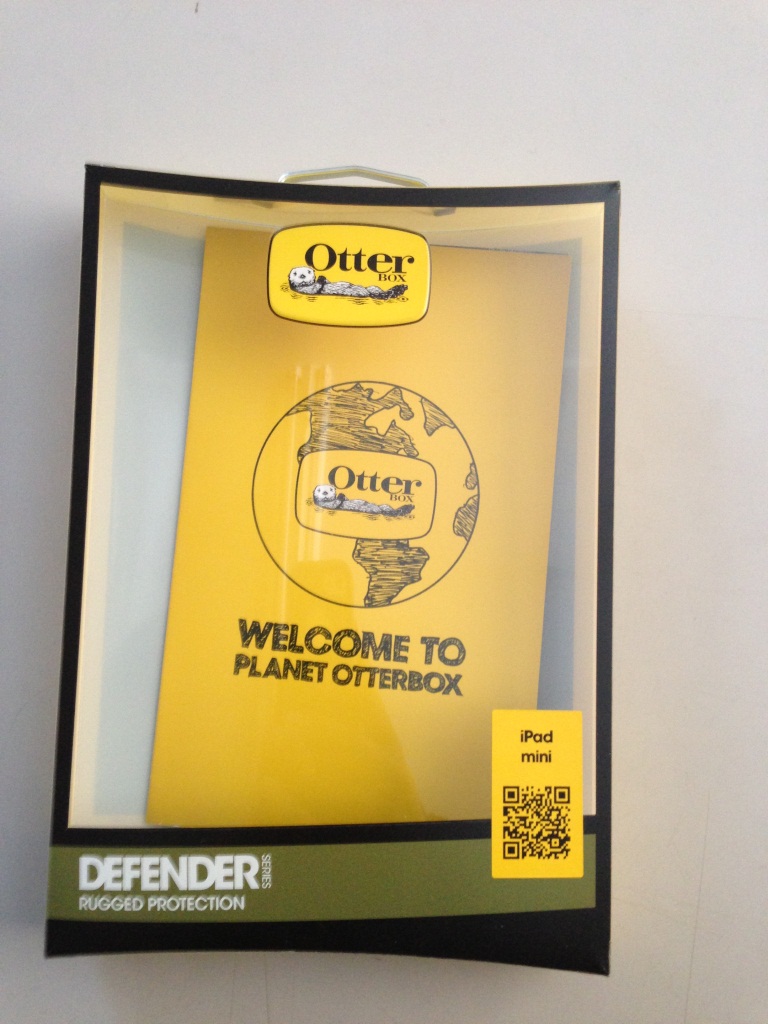 Otter
BOX
Otter
BOX
WELCOME TO
PLANET OTTERBOX
iPad
mini
DEFENDER SERIES
RUGGED PROTECTION